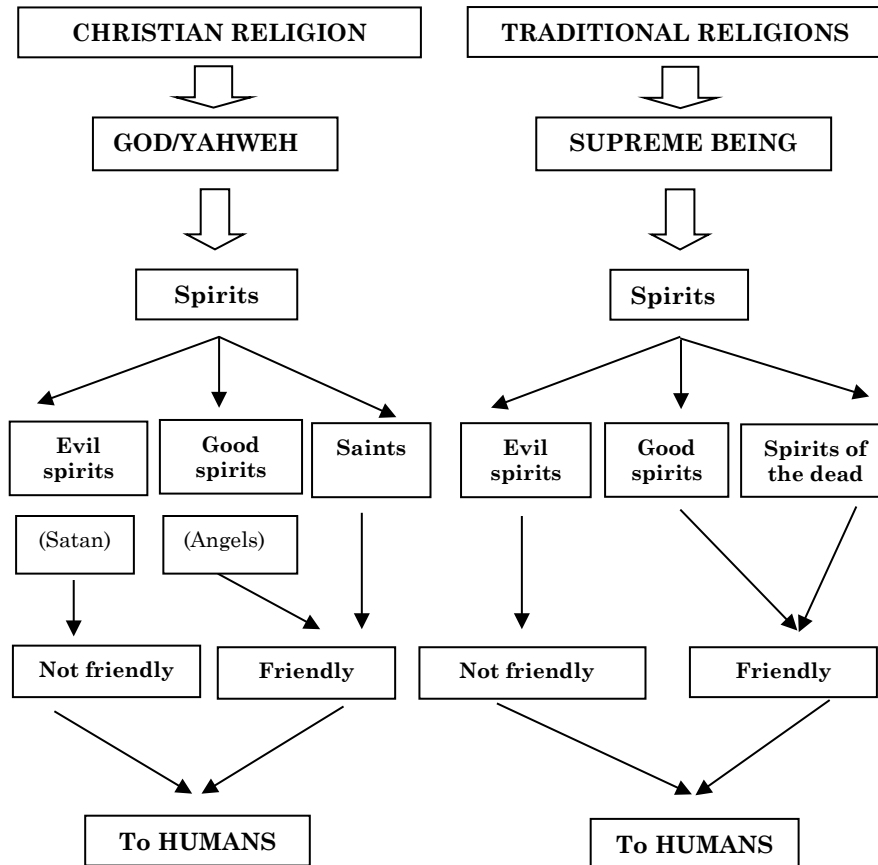 CHRISTIAN RELIGION
GOD/YAHWEH
Spirits
Evil
spirits
Good
spirits
Saints
(Satan)
(Angels)
Not friendly
Friendly
To HUMANS
TRADITIONAL RELIGIONS
SUPREME BEING
Spirits
Evil
spirits
Good
spirits
Spirits of
the dead
Not friendly
Friendly
To HUMANS